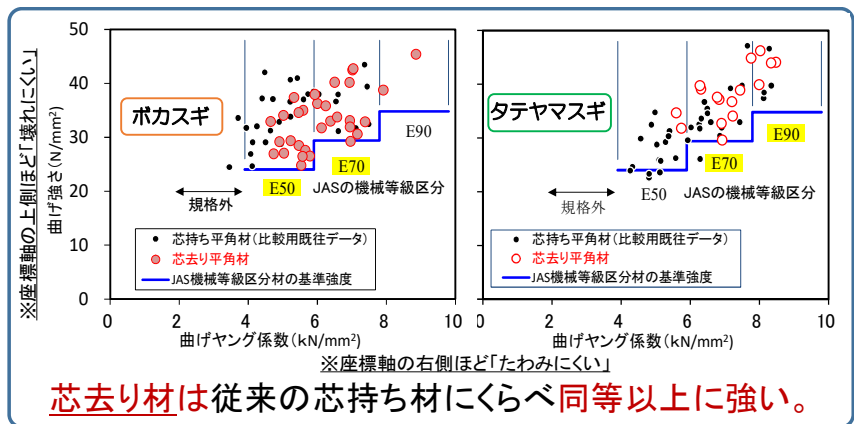 ※座標軸の上側ほど「壊れにくい」
曲げ強さ(N/mm²)
50
40
30
20
10
0
ボカスギ
E50
E70
E90
JASの機械等級区分
規格外
芯持ち平角材(比較用既往データ)
芯去り平角材
JAS機械等級区分材の基準強度
0 2 4 6 8 10
曲げヤング係数(kN/mm²)
タテヤマスギ
E50
E70
E90
JASの機械等級区分
規格外
芯持ち平角材(比較用既往データ)
芯去り平角材
JAS機械等級区分材の基準強度
0 2 4 6 8 10
曲げヤング係数(kN/mm²)
※座標軸の右側ほど「たわみにくい」
芯去り材は従来の芯持ち材にくらべ同等以上に強い。